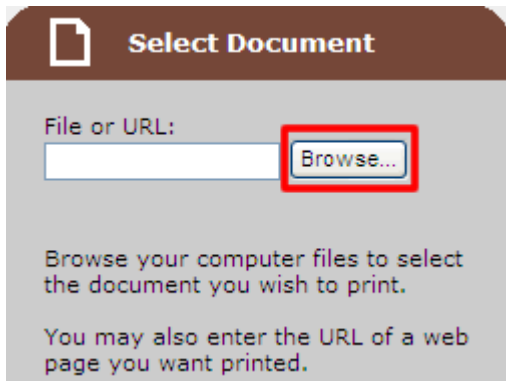 Select Document
File or URL:
Browse...
Browse your computer files to select
the document you wish to print.
You may also enter the URL of a web
page you want printed.